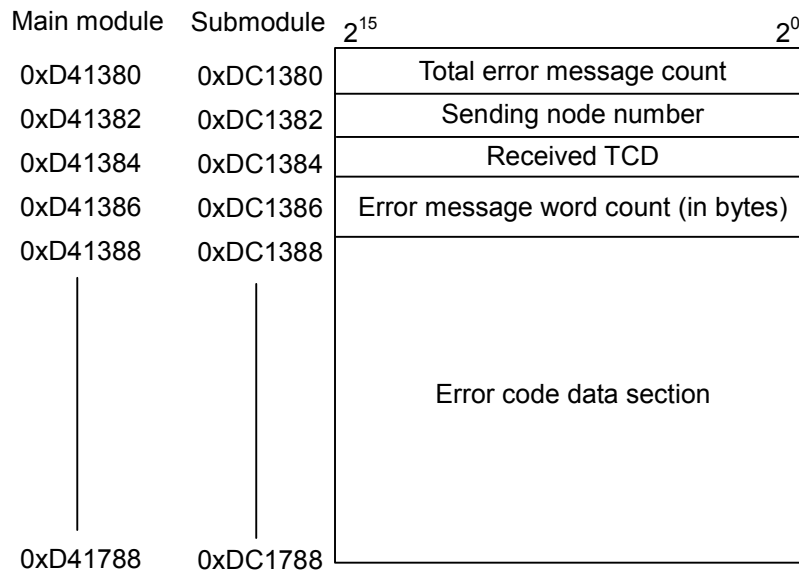 Main module Submodule 2^15 2^0
0xD41380 0xDC1380 Total error message count
0xD41382 0xDC1382 Sending node number
0xD41384 0xDC1384 Received TCD
0xD41386 0xDC1386 Error message word count (in bytes)
0xD41388 0xDC1388
Error code data section
0xD41788 0xDC1788